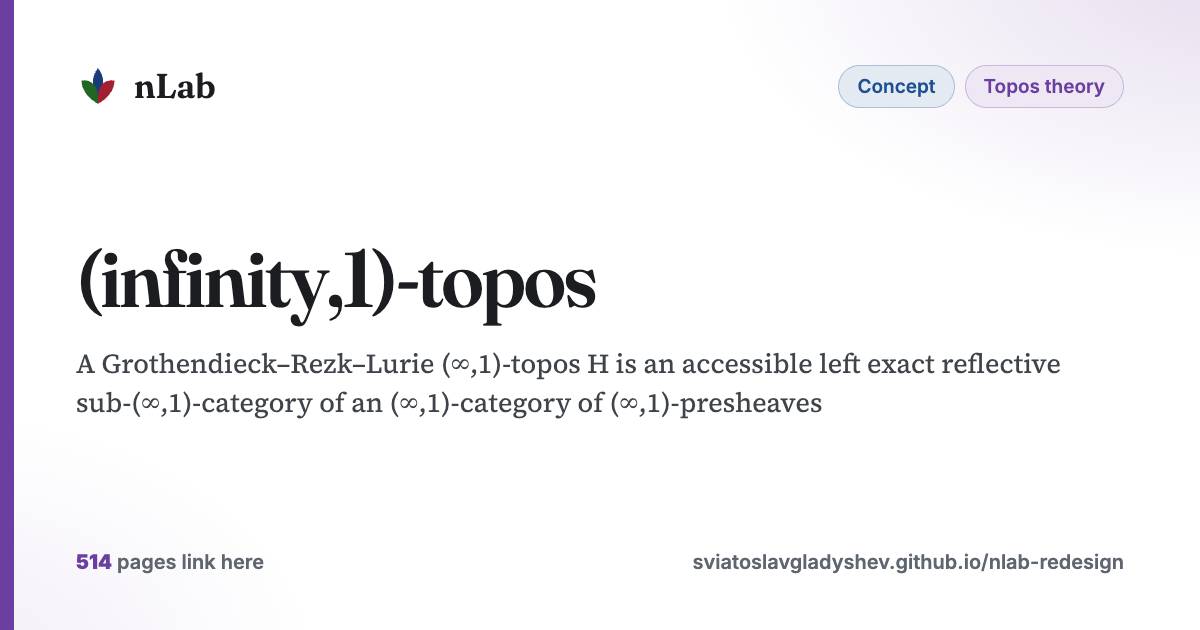 nLab
Concept
Topos theory
(infinity,1)-topos
A Grothendieck–Rezk–Lurie (∞,1)-topos H is an accessible left exact reflective
sub-(∞,1)-category of an (∞,1)-category of (∞,1)-presheaves
514 pages link here
sviatoslavgladyshev.github.io/nlab-redesign